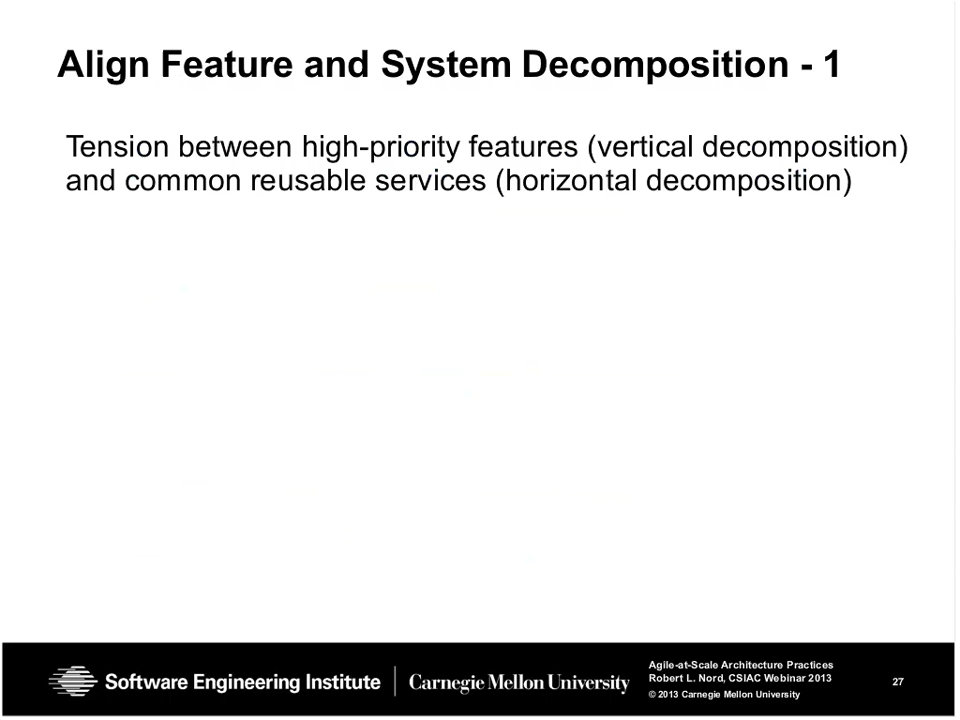 Align Feature and System Decomposition - 1
Tension between high-priority features (vertical decomposition)
and common reusable services (horizontal decomposition)
Software Engineering Institute
Carnegie Mellon University
Agile-at-Scale Architecture Practices
Robert L. Nord, CSIAC Webinar 2013
© 2013 Carnegie Mellon University
27